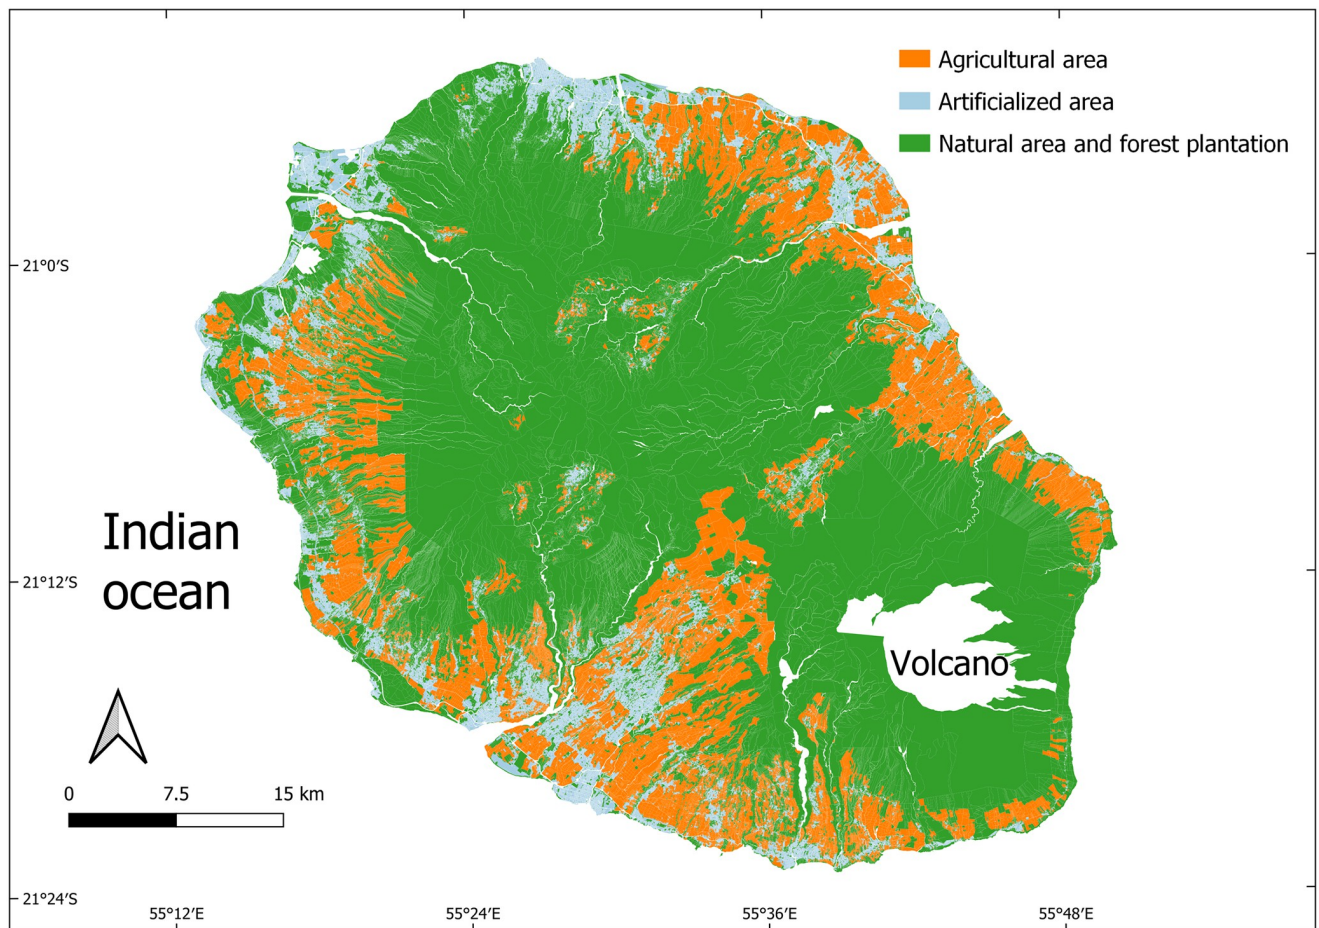 Agricultural area
Artificialized area
Natural area and forest plantation
21°0′S
Indian
ocean
21°12′S
Volcano
0 7.5 15 km
21°24′S
55°12′E 55°24′E 55°36′E 55°48′E